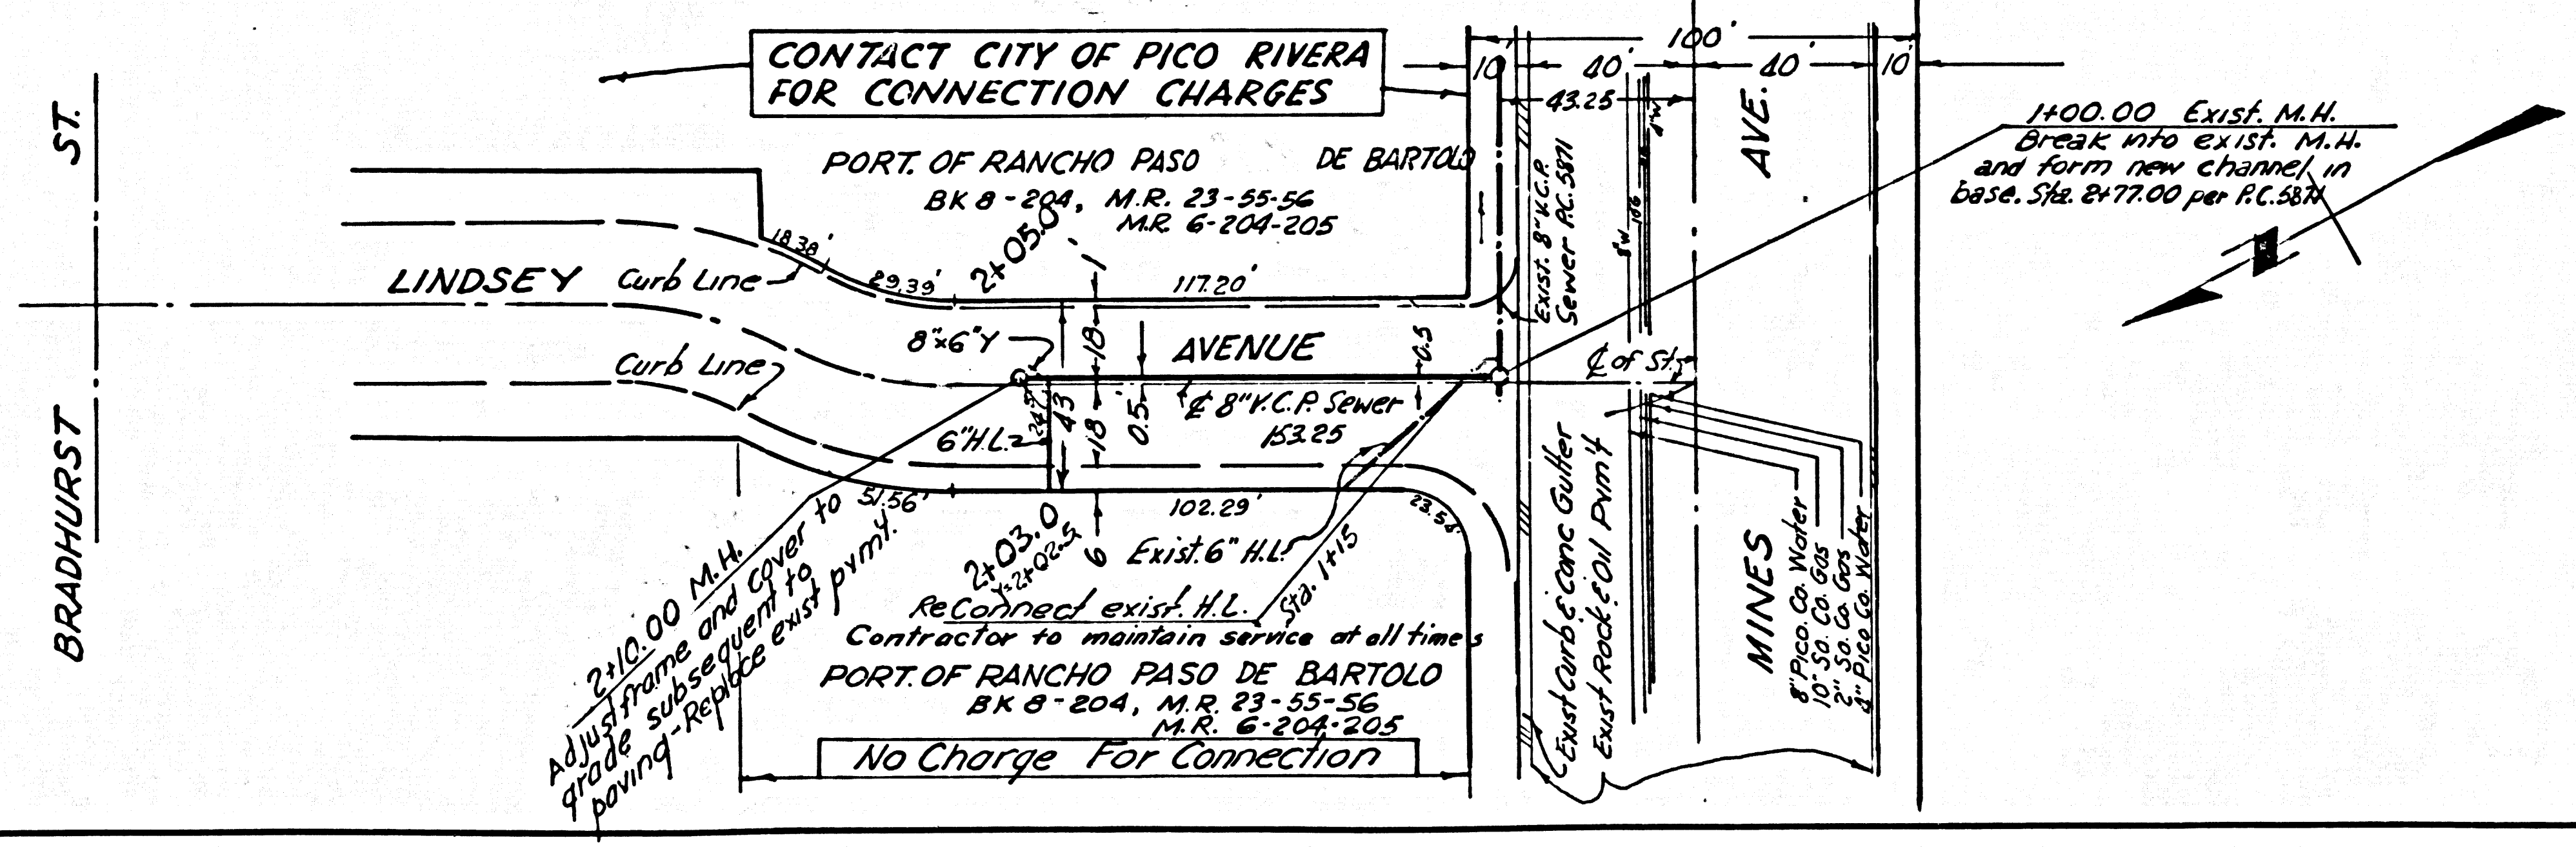 CONTACT CITY OF PICO RIVERA
FOR CONNECTION CHARGES
100'
10'
40'
40'
10'
43.25
1+00.00 Exist. M.H.
Break into exist. M.H.
and form new channel in
base. Sta. 2+77.00 per P.C. 5871
BRADHURST ST.
PORT. OF RANCHO PASO DE BARTOLO
BK 8-204, M.R. 23-55-56
M.R. 6-204-205
18.38'
LINDSEY
Curb Line
29.39'
2+05.0
117.20'
8"x6"Y
18
AVENUE
0.5
Exist. 8" V.C.P.
Sewer P.C. 5871
8"W
106
AVE.
℄ of St.
Curb Line
6"H.L.
43
18
0.5'
℄ 8" V.C.P. Sewer
153.25
51.56'
102.29'
2+03.0
6
Exist. 6" H.L.
Sta. 1+15
ReConnect exist. H.L.
Contractor to maintain service at all times
2+10.00 M.H.
Adjust frame and cover to
grade subsequent to
paving-Replace exist pvmt.
PORT. OF RANCHO PASO DE BARTOLO
BK 8-204, M.R. 23-55-56
M.R. 6-204-205
No Charge For Connection
Exist Curb & Conc Gutter
Exist Rock & Oil Pvm't
MINES
8" Pico. Co. Water
10" So. Co. Gas
2" So. Co. Gas
4" Pico Co. Water